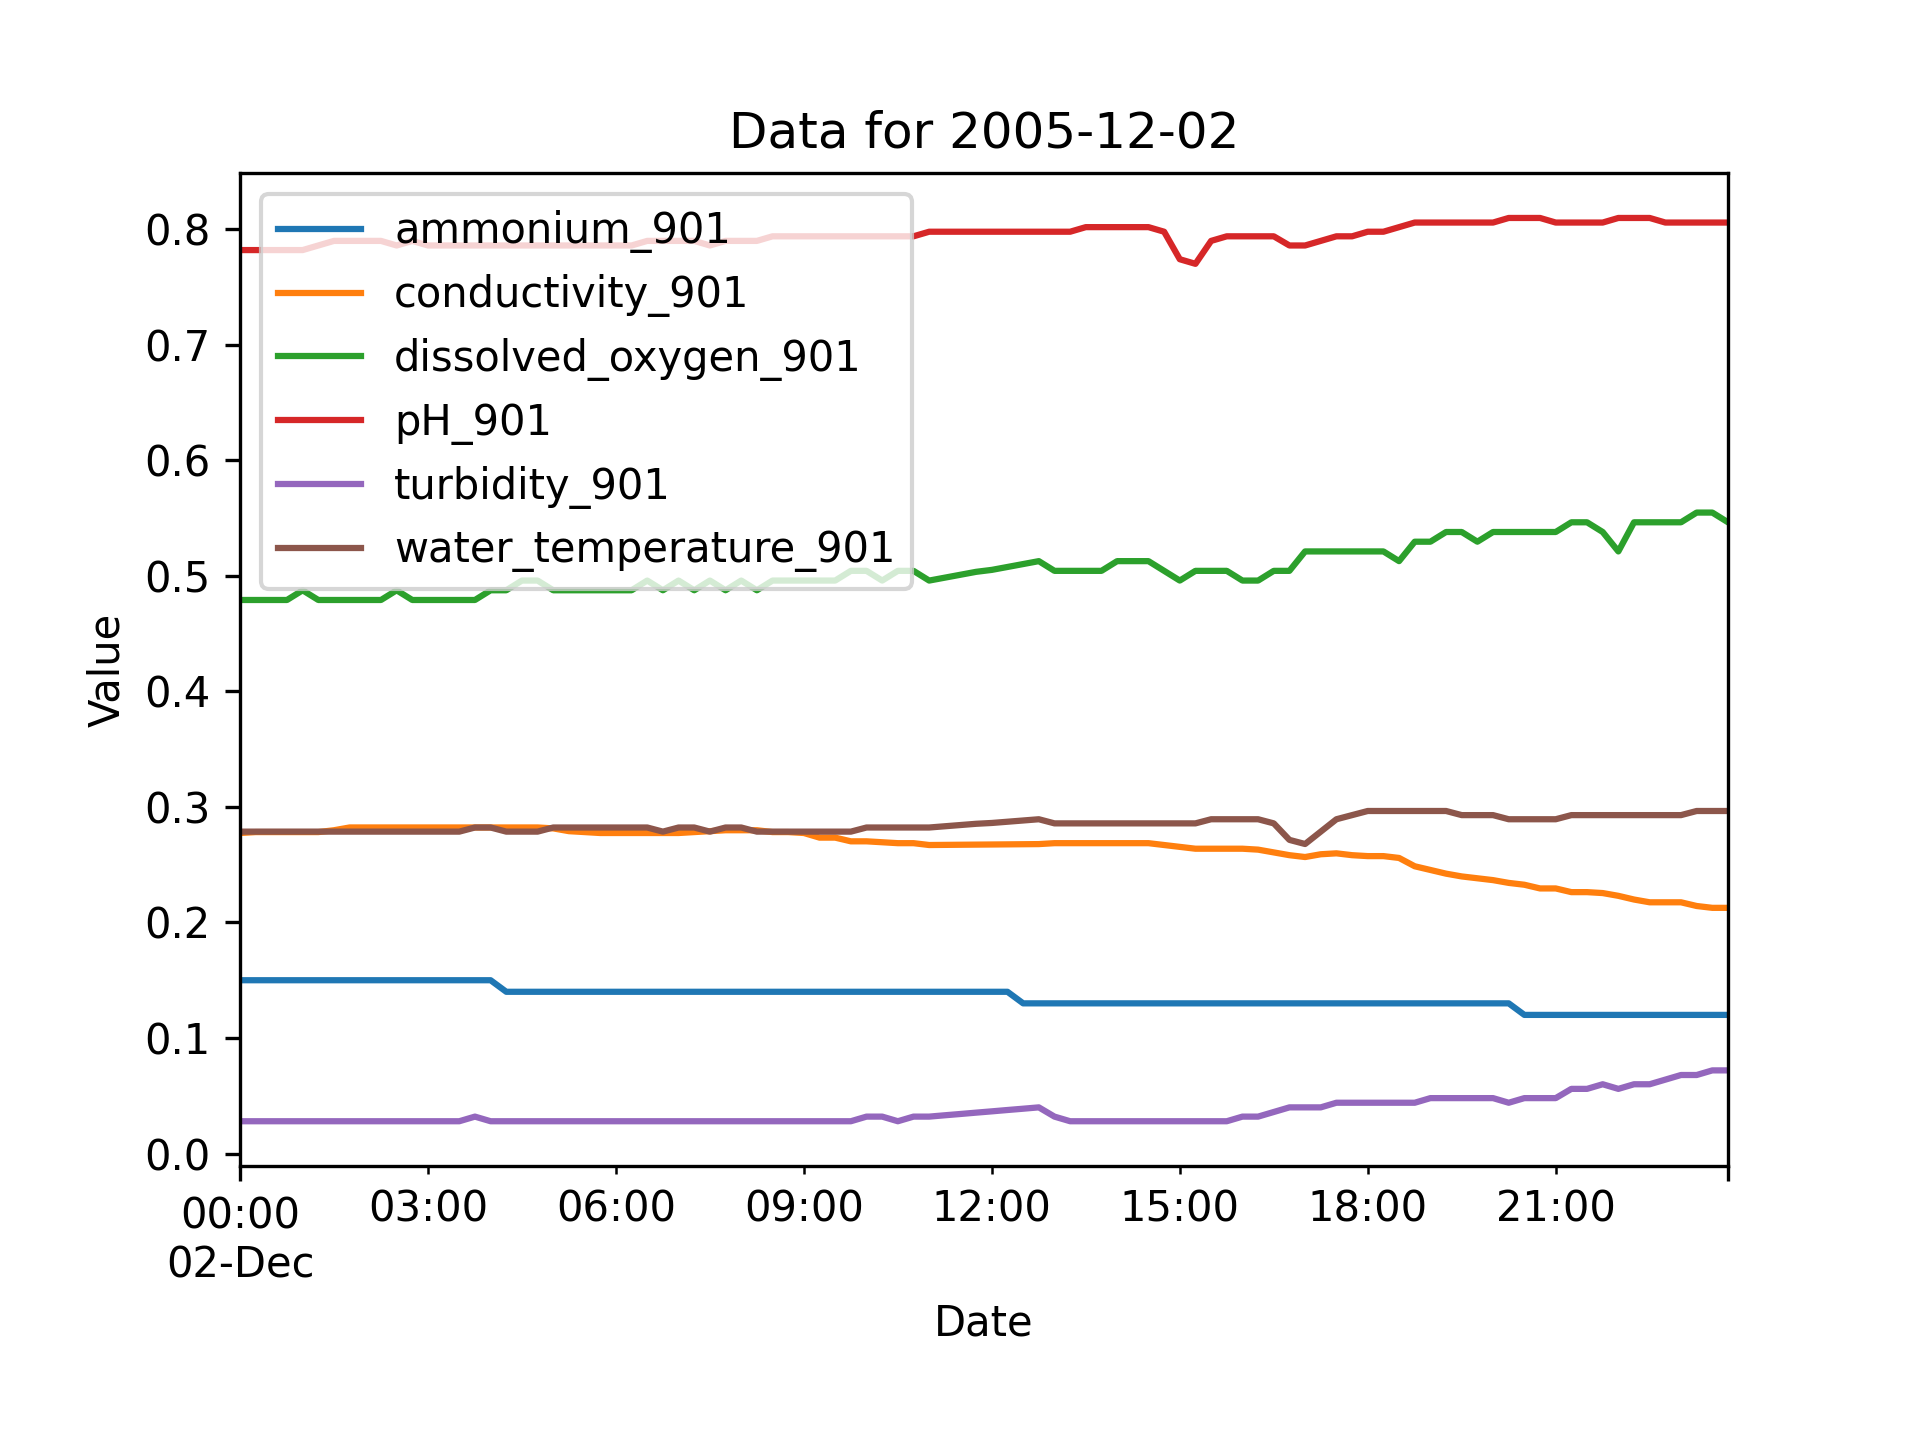 Data for 2005-12-02
ammonium_901
conductivity_901
dissolved_oxygen_901
pH_901
turbidity_901
water_temperature_901
0.8
0.7
0.6
0.5
0.4
0.3
0.2
0.1
0.0
Value
00:00 03:00 06:00 09:00 12:00 15:00 18:00 21:00
02-Dec
Date